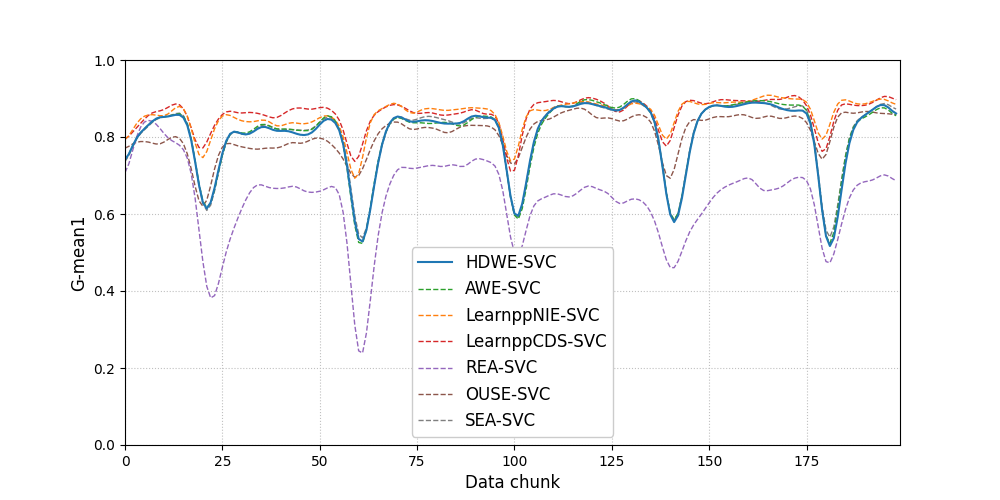 1.0
0.8
0.6
0.4
0.2
0.0
G-mean1
HDWE-SVC
AWE-SVC
LearnppNIE-SVC
LearnppCDS-SVC
REA-SVC
OUSE-SVC
SEA-SVC
0 25 50 75 100 125 150 175
Data chunk